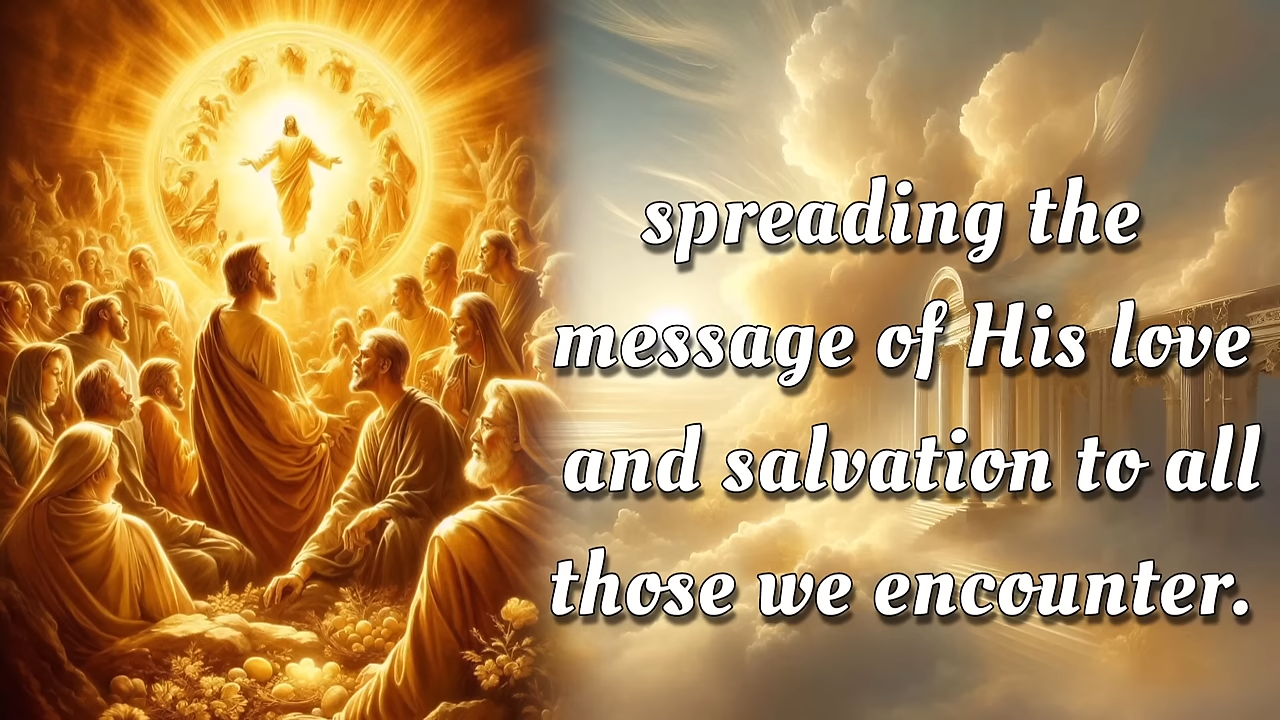 spreading the
message of His love
and salvation to all
those we encounter.